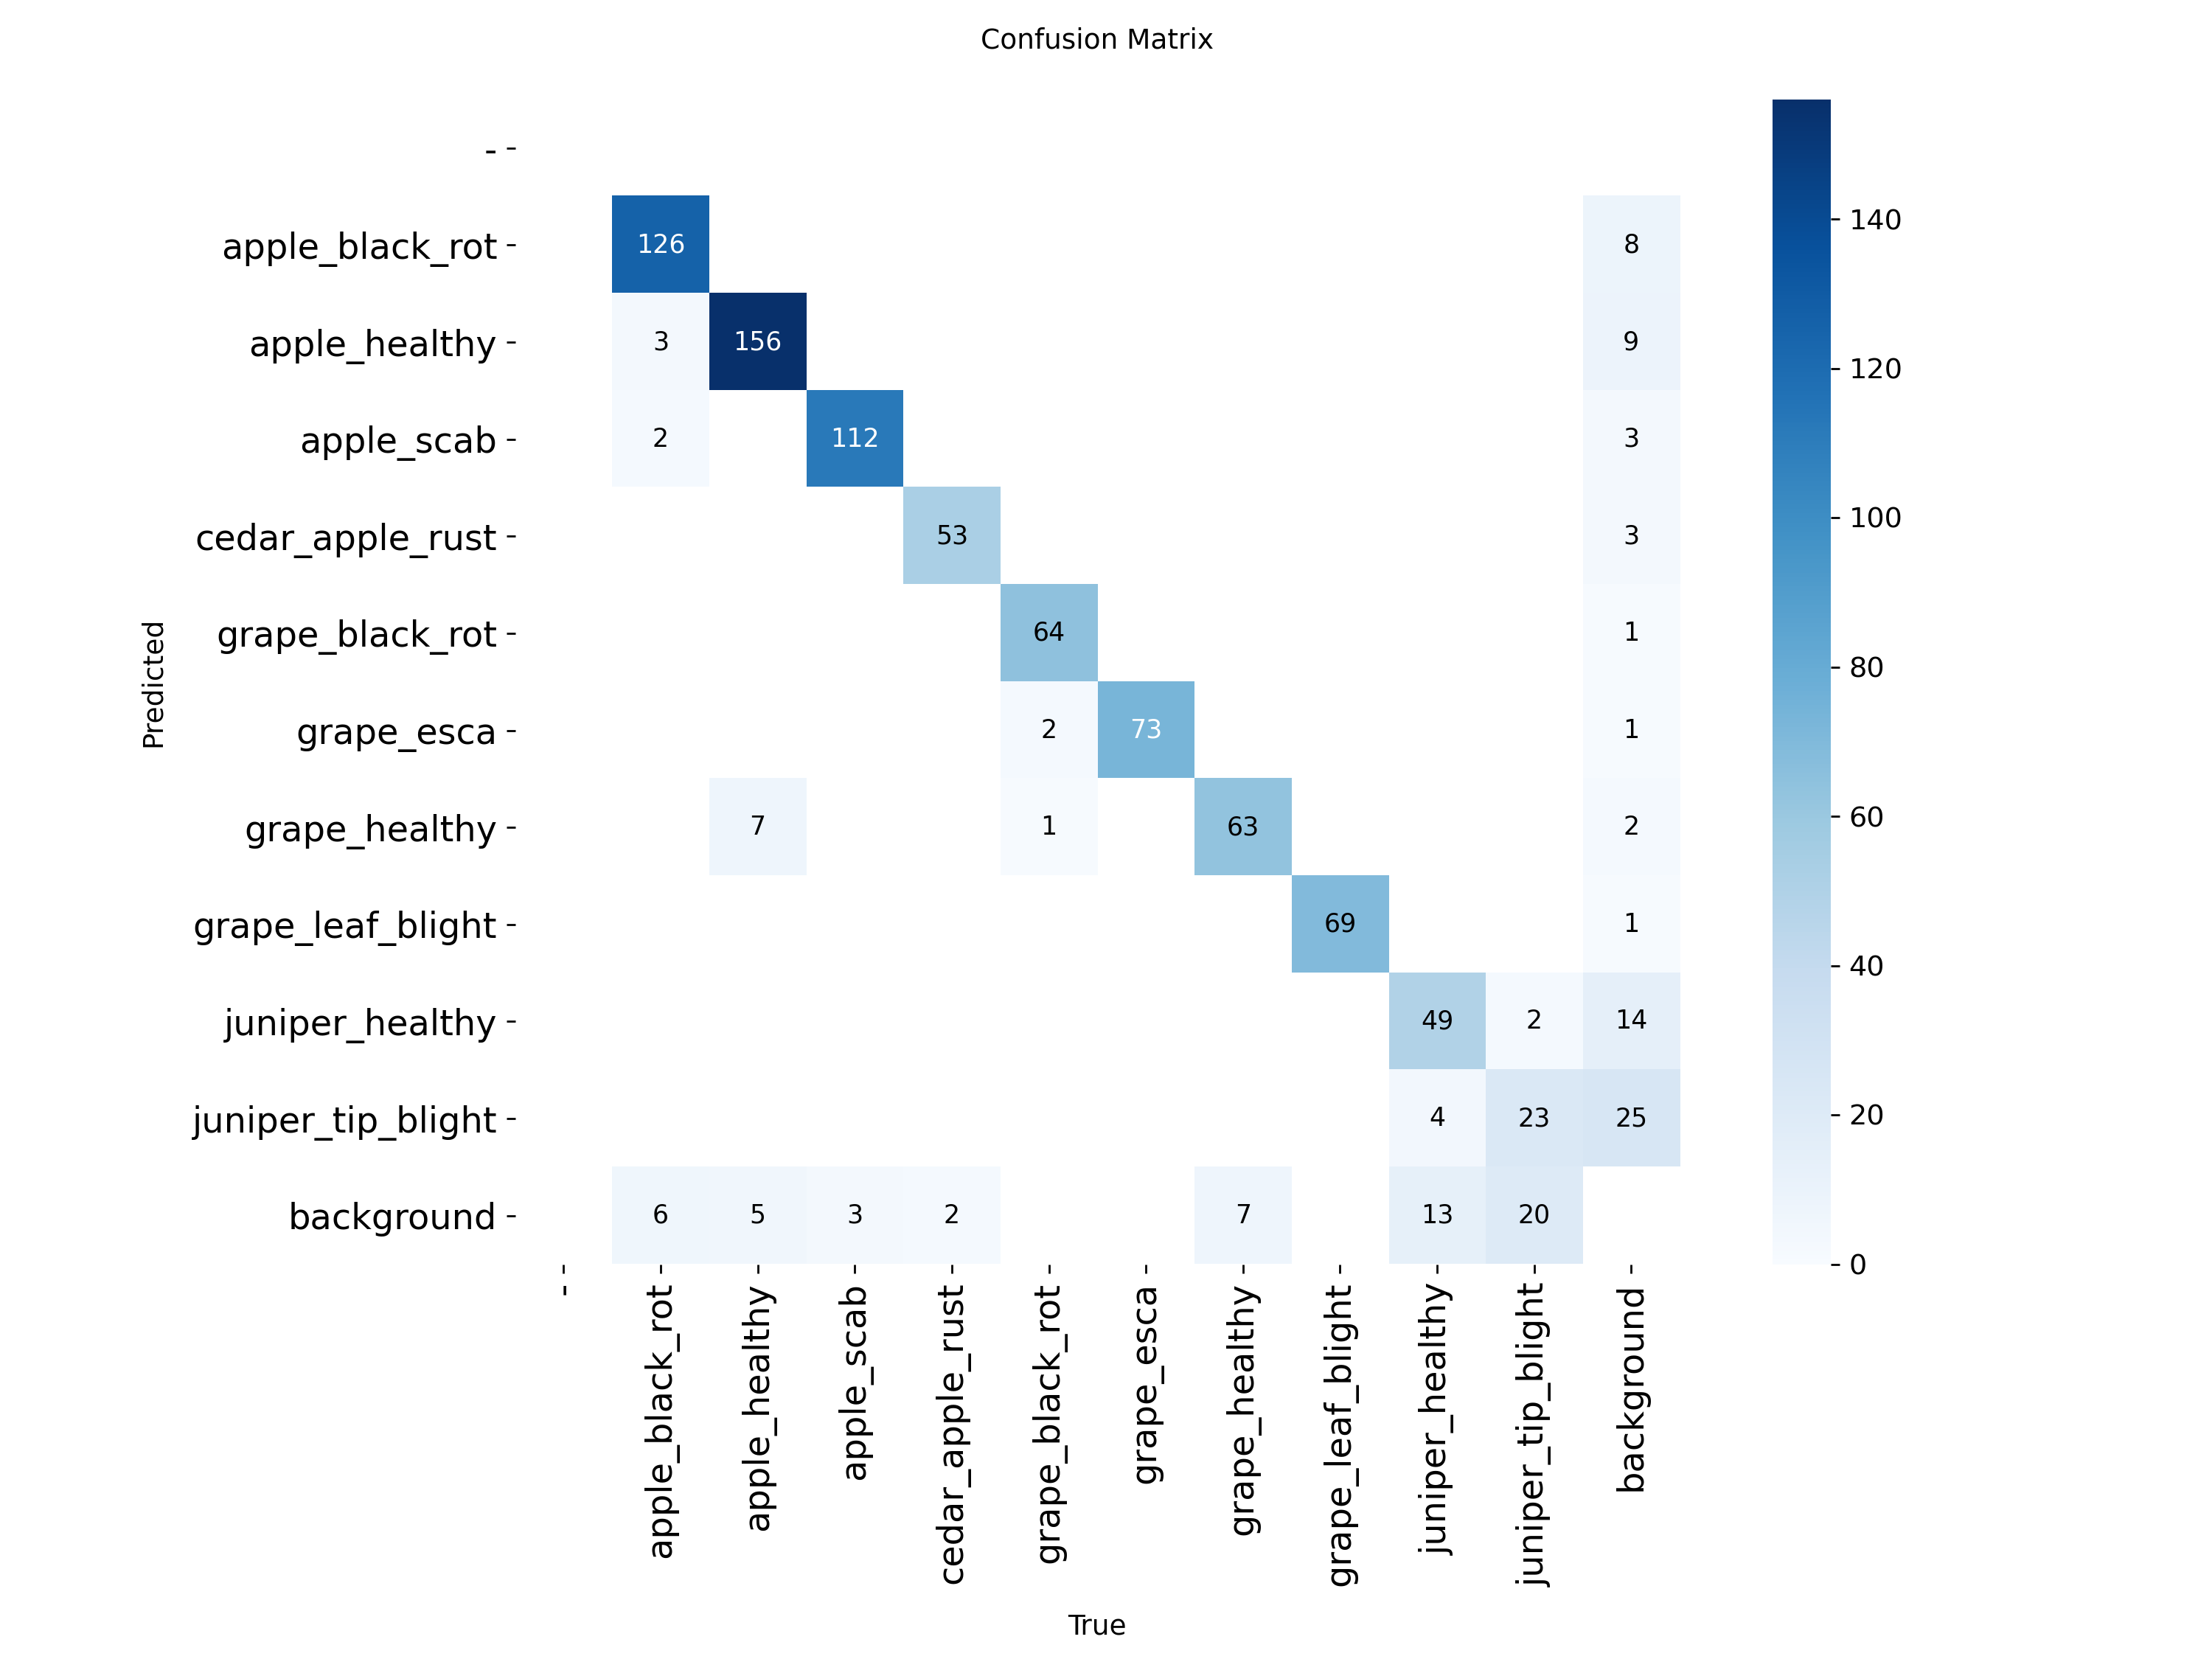 Confusion Matrix
-
apple_black_rot 126 8
apple_healthy 3 156 9
apple_scab 2 112 3
cedar_apple_rust 53 3
grape_black_rot 64 1
grape_esca 2 73 1
grape_healthy 7 1 63 2
grape_leaf_blight 69 1
juniper_healthy 49 2 14
juniper_tip_blight 4 23 25
background 6 5 3 2 7 13 20
Predicted
-
apple_black_rot
apple_healthy
apple_scab
cedar_apple_rust
grape_black_rot
grape_esca
grape_healthy
grape_leaf_blight
juniper_healthy
juniper_tip_blight
background
True
140
120
100
80
60
40
20
0